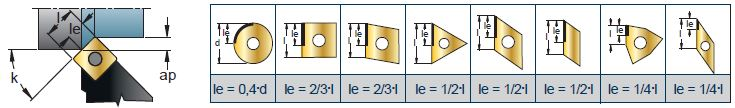 l
le
k
ap
le
d
le
l
le
l
le
l
le
l
le
l
le
l
le
l
le = 0,4·d
le = 2/3·l
le = 2/3·l
le = 1/2·l
le = 1/2·l
le = 1/2·l
le = 1/4·l
le = 1/4·l